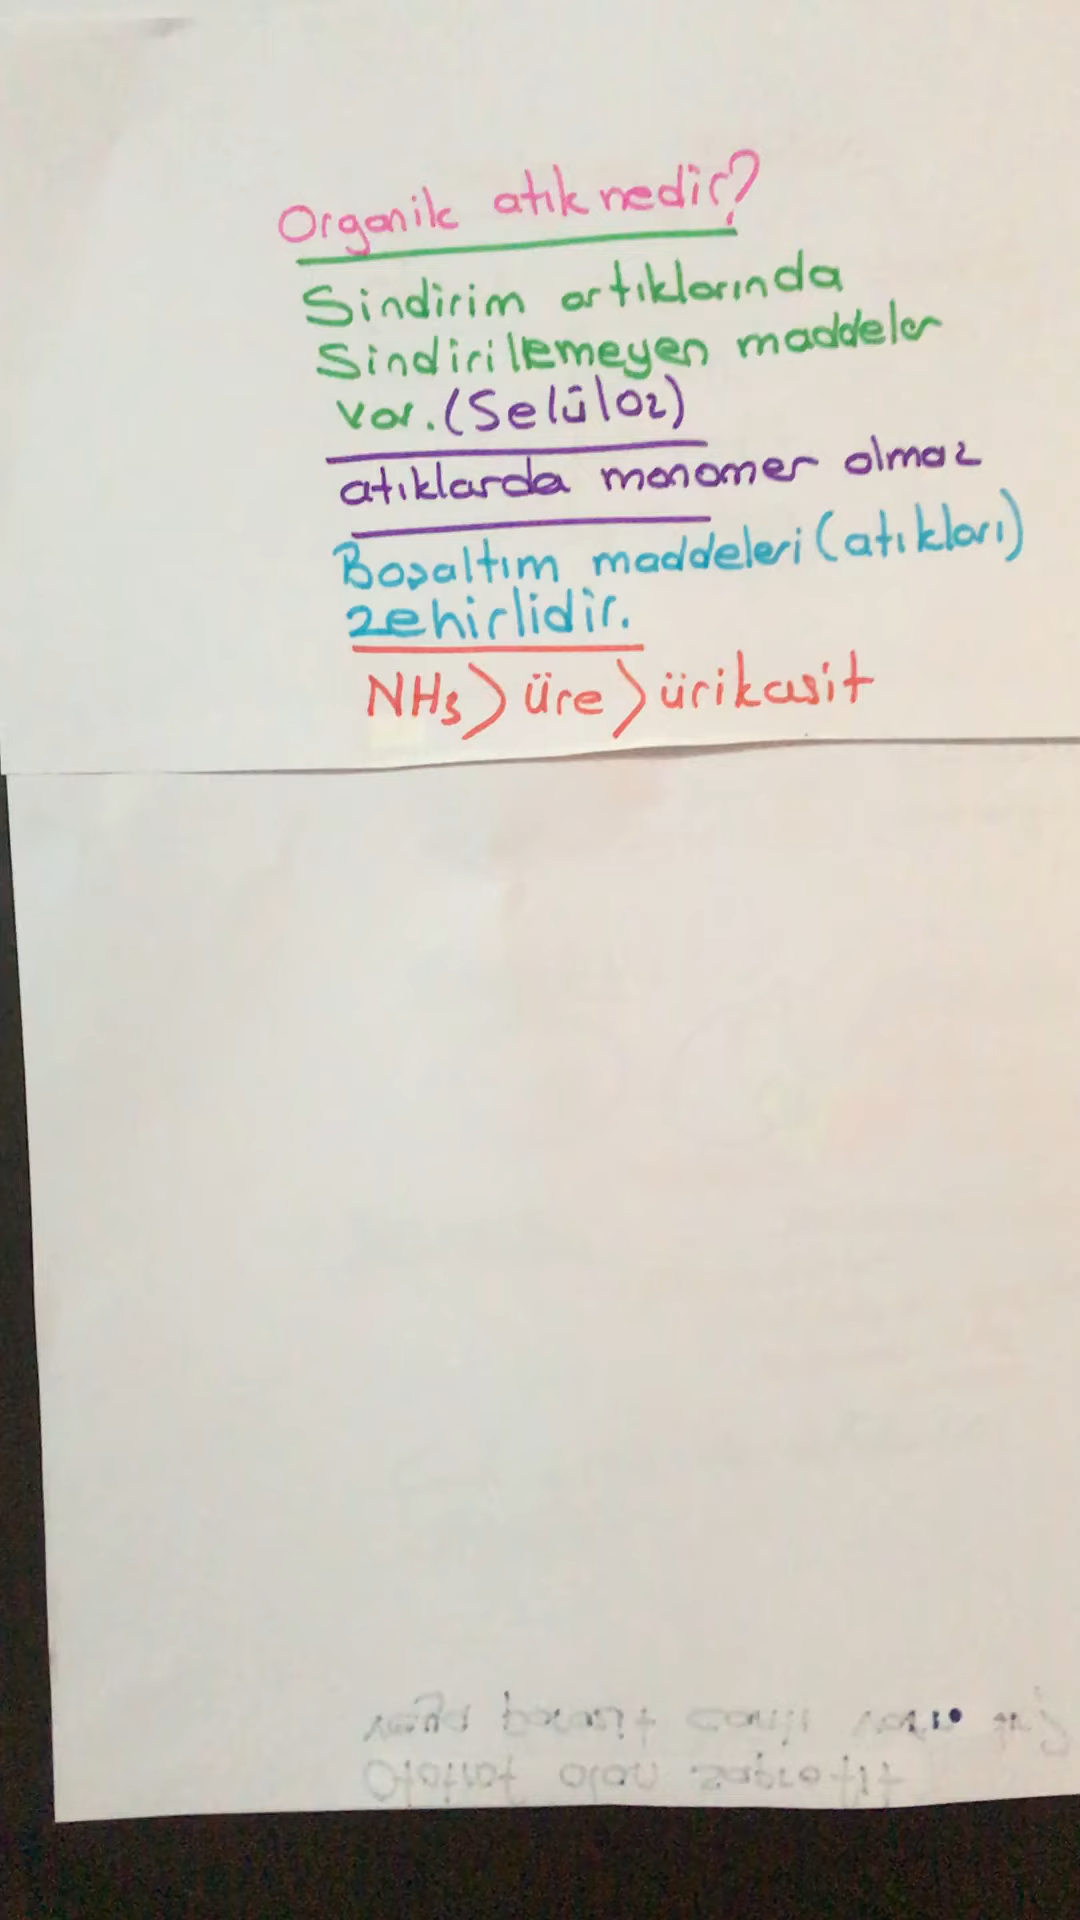 Organik atık nedir?
Sindirim artıklarında
Sindirilemeyen maddeler
var. (Selüloz)
atıklarda monomer olmaz
Boşaltım maddeleri (atıkları)
zehirlidir.
NH₃ > üre > ürikasit